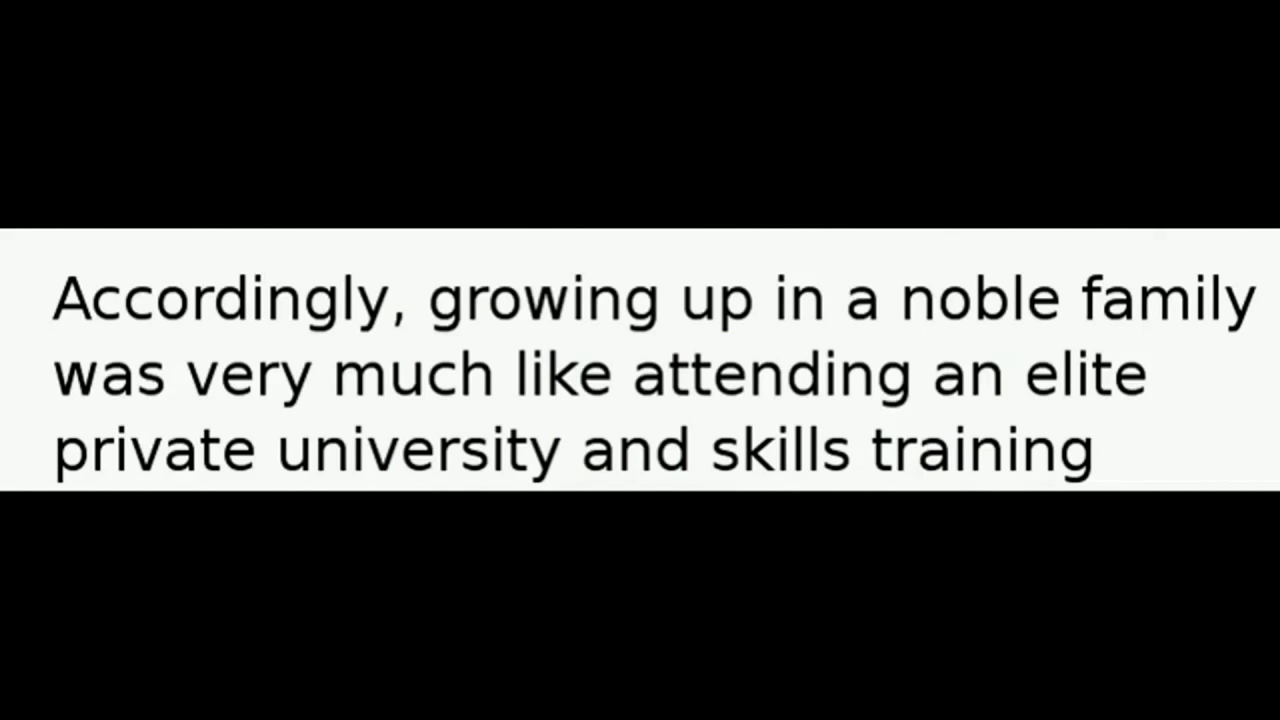 Accordingly, growing up in a noble family
was very much like attending an elite
private university and skills training